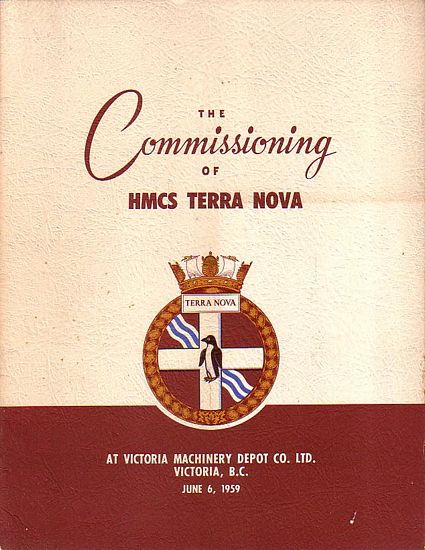 THE
Commissioning
OF
HMCS TERRA NOVA
TERRA NOVA
AT VICTORIA MACHINERY DEPOT CO. LTD.
VICTORIA, B.C.
JUNE 6, 1959